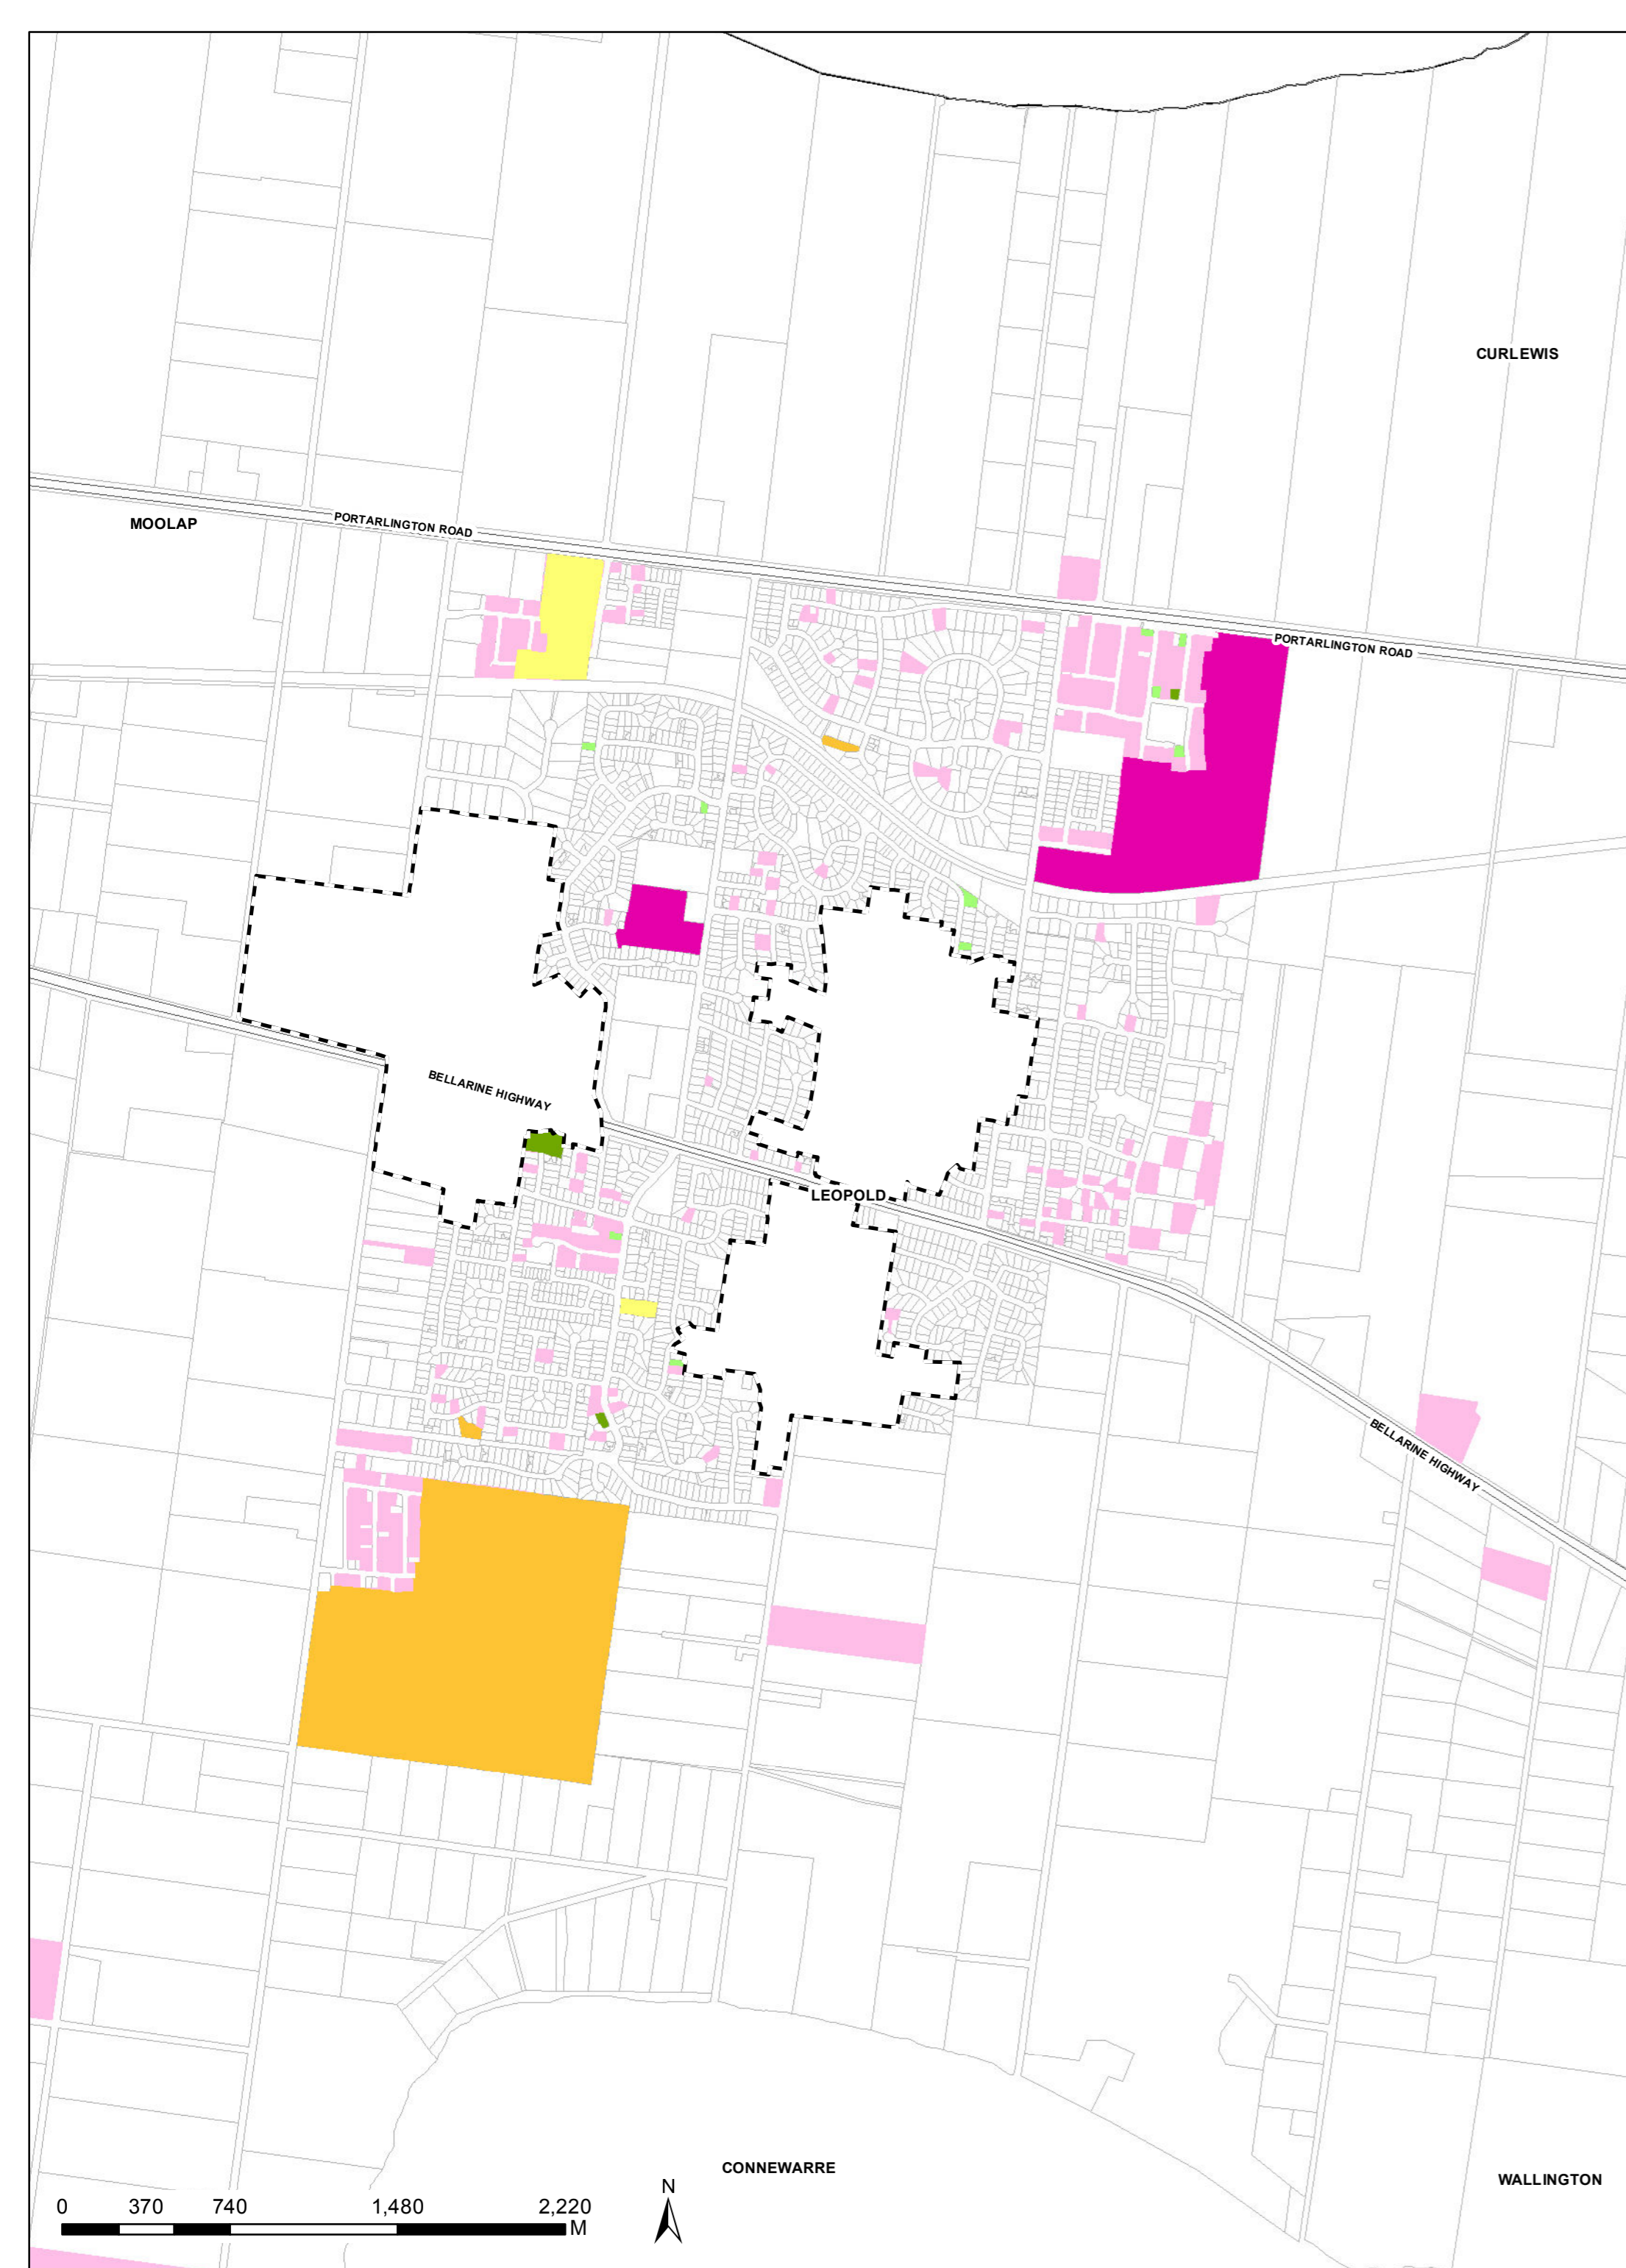 CURLEWIS
MOOLAP
PORTARLINGTON ROAD
PORTARLINGTON ROAD
BELLARINE HIGHWAY
LEOPOLD
BELLARINE HIGHWAY
CONNEWARRE
WALLINGTON
N
0 370 740 1,480 2,220
M